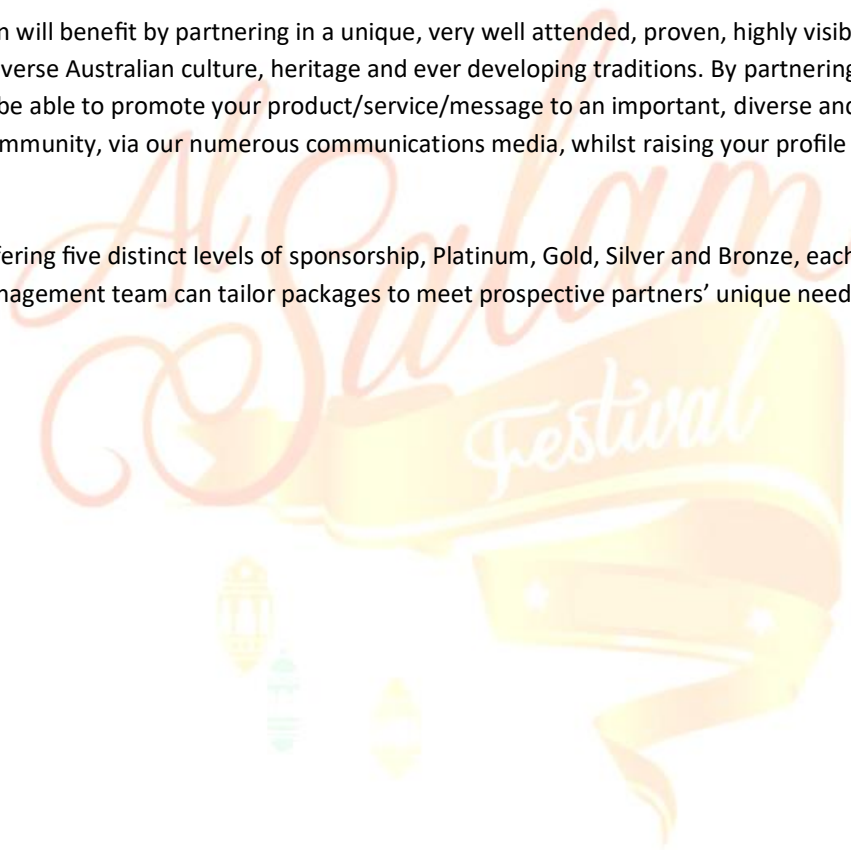 n will benefit by partnering in a unique, very well attended, proven, highly visib
verse Australian culture, heritage and ever developing traditions. By partnering
be able to promote your product/service/message to an important, diverse and
mmunity, via our numerous communications media, whilst raising your profile
fering five distinct levels of sponsorship, Platinum, Gold, Silver and Bronze, each
nagement team can tailor packages to meet prospective partners’ unique need
Al Salam
Festival